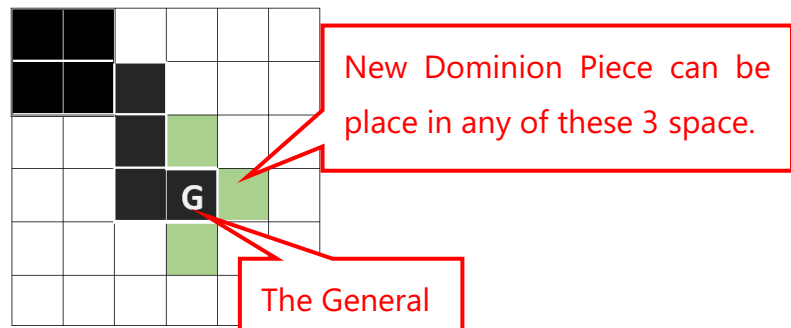 New Dominion Piece can be
place in any of these 3 space.
G
The General